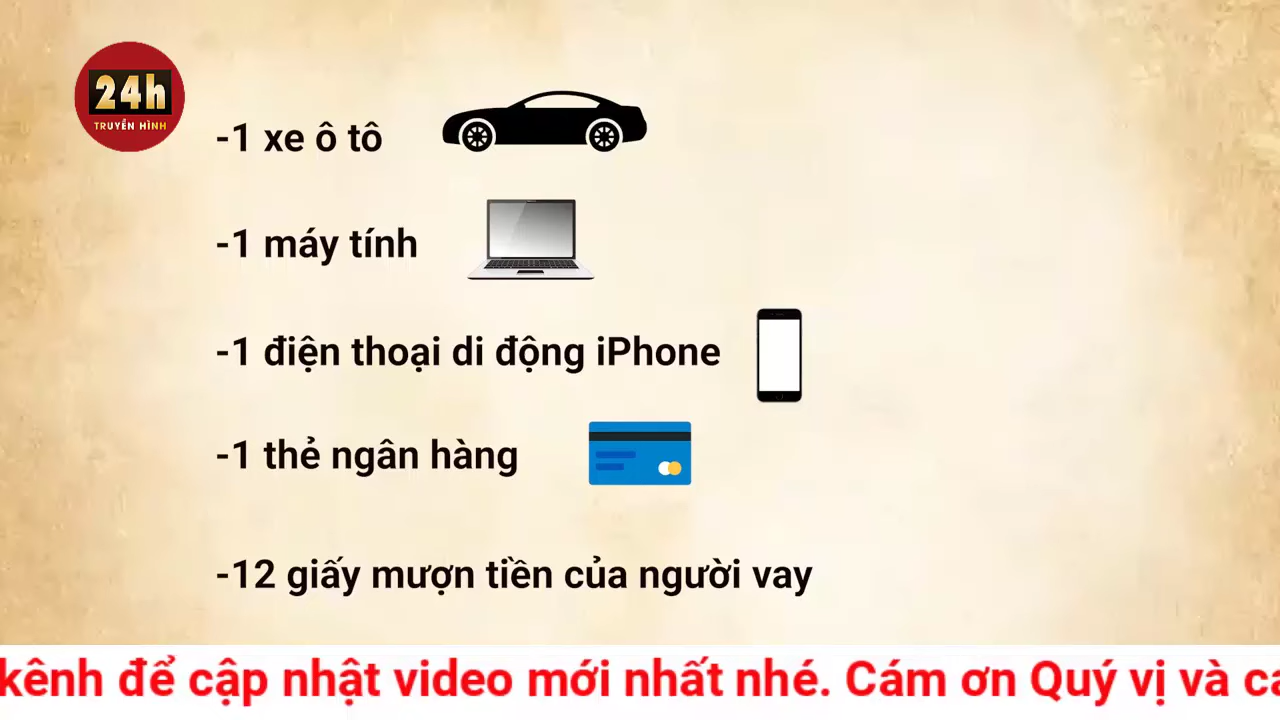 24h
TRUYỀN HÌNH
-1 xe ô tô
-1 máy tính
-1 điện thoại di động iPhone
-1 thẻ ngân hàng
-12 giấy mượn tiền của người vay
kênh để cập nhật video mới nhất nhé. Cám ơn Quý vị và